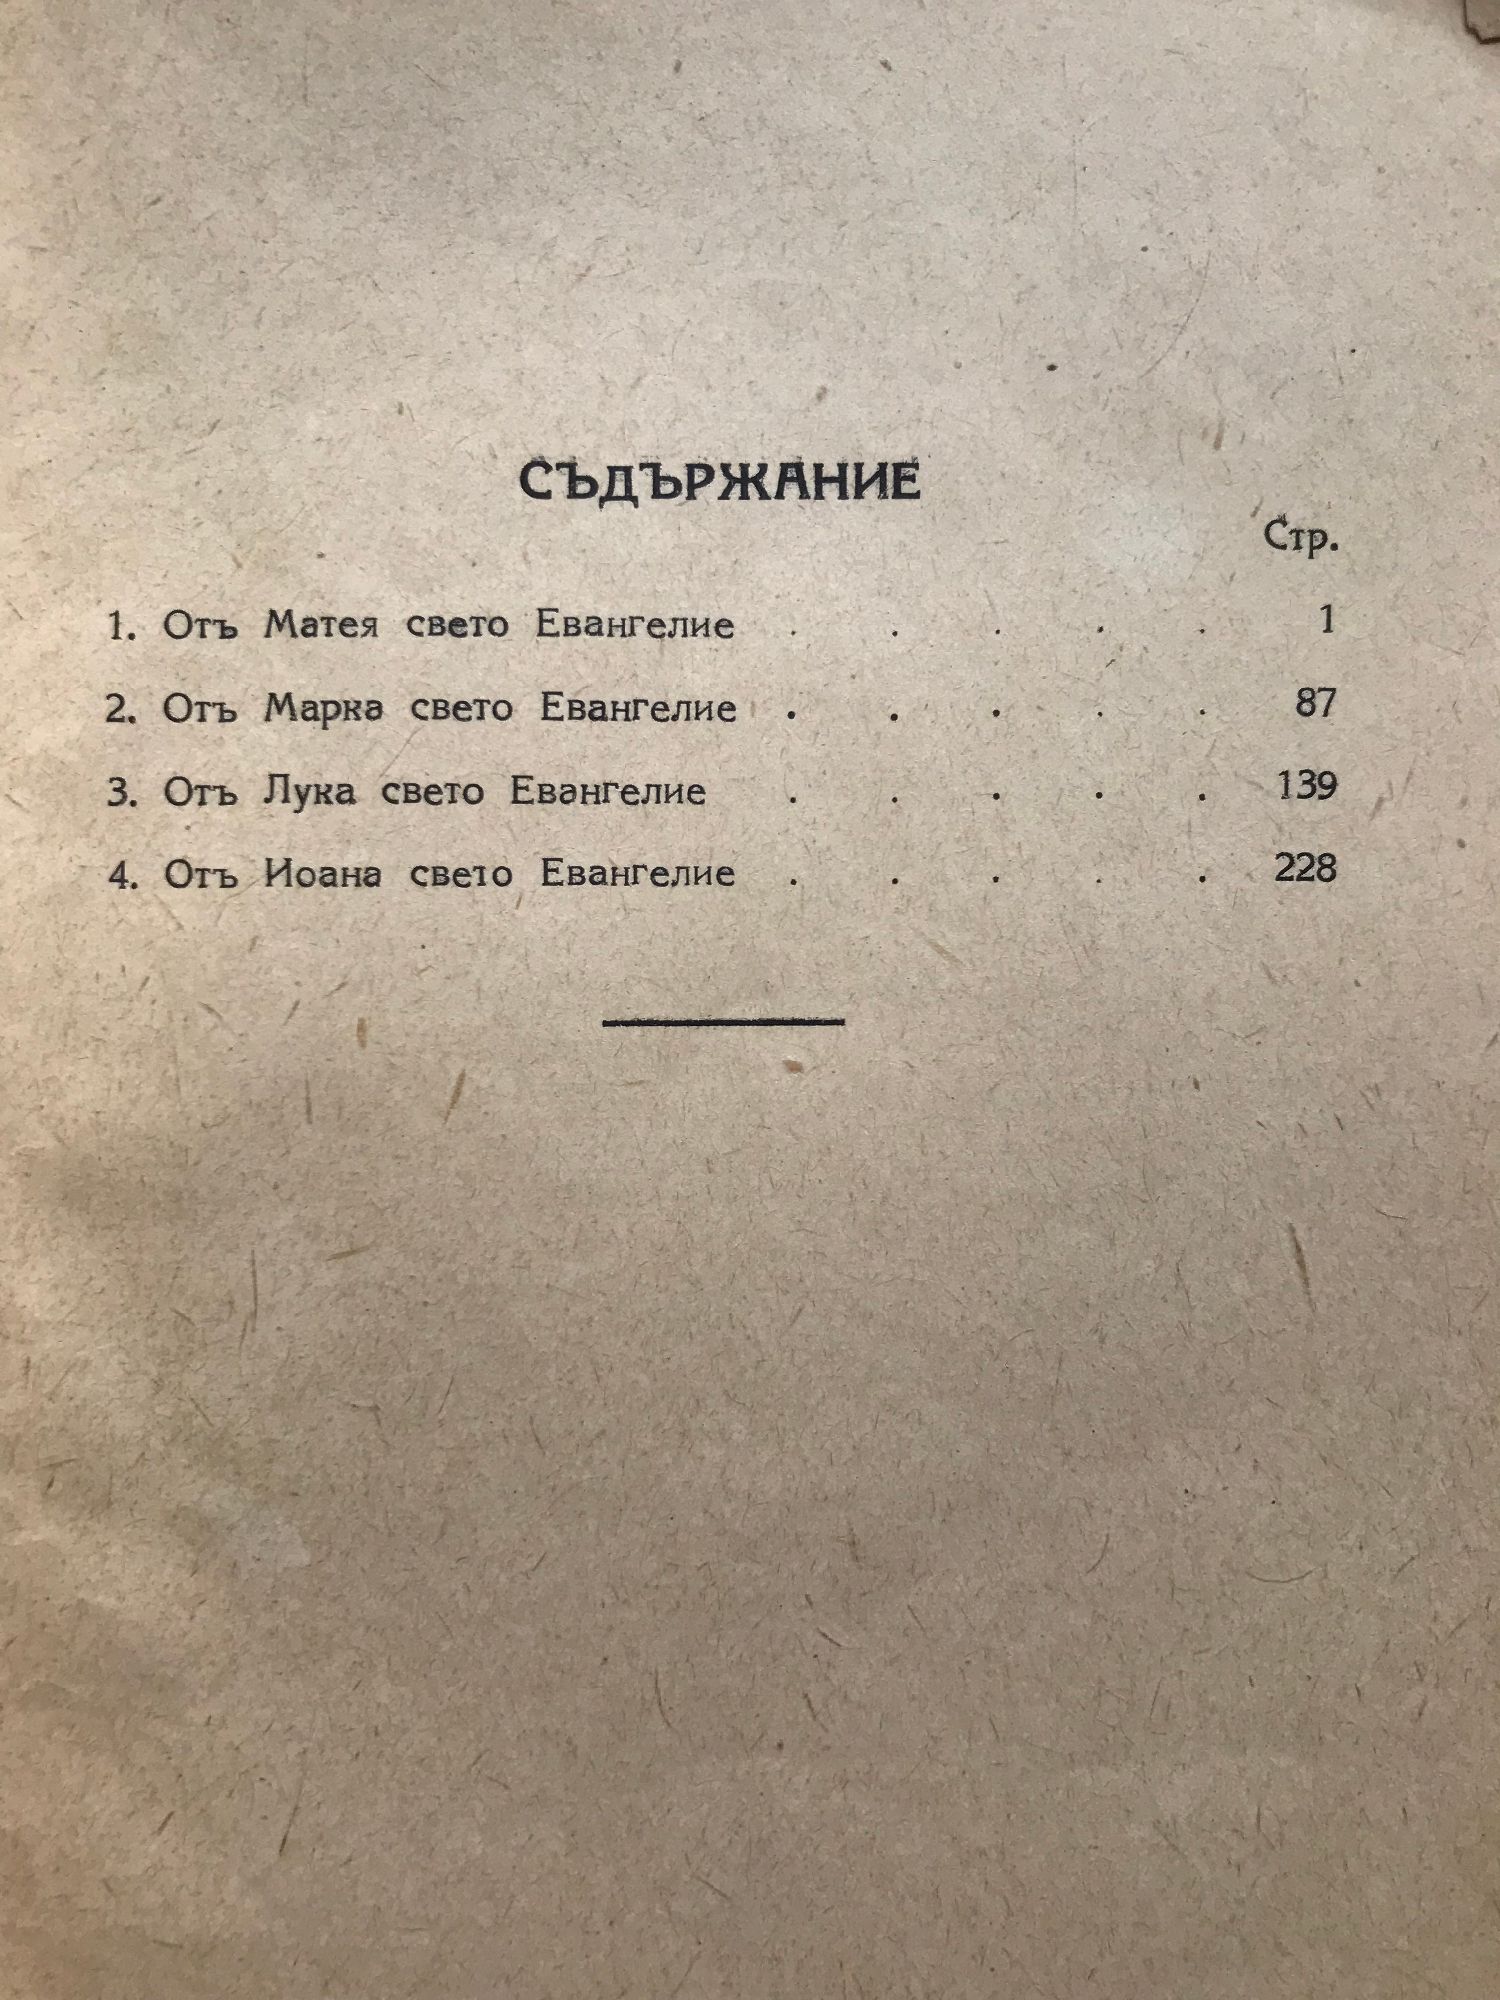 СЪДЪРЖАНИЕ
Стр.
1. Отъ Матея свето Евангелие . . . . . 1
2. Отъ Марка свето Евангелие . . . . . 87
3. Отъ Лука свето Евангелие . . . . . 139
4. Отъ Иоана свето Евангелие . . . . . 228